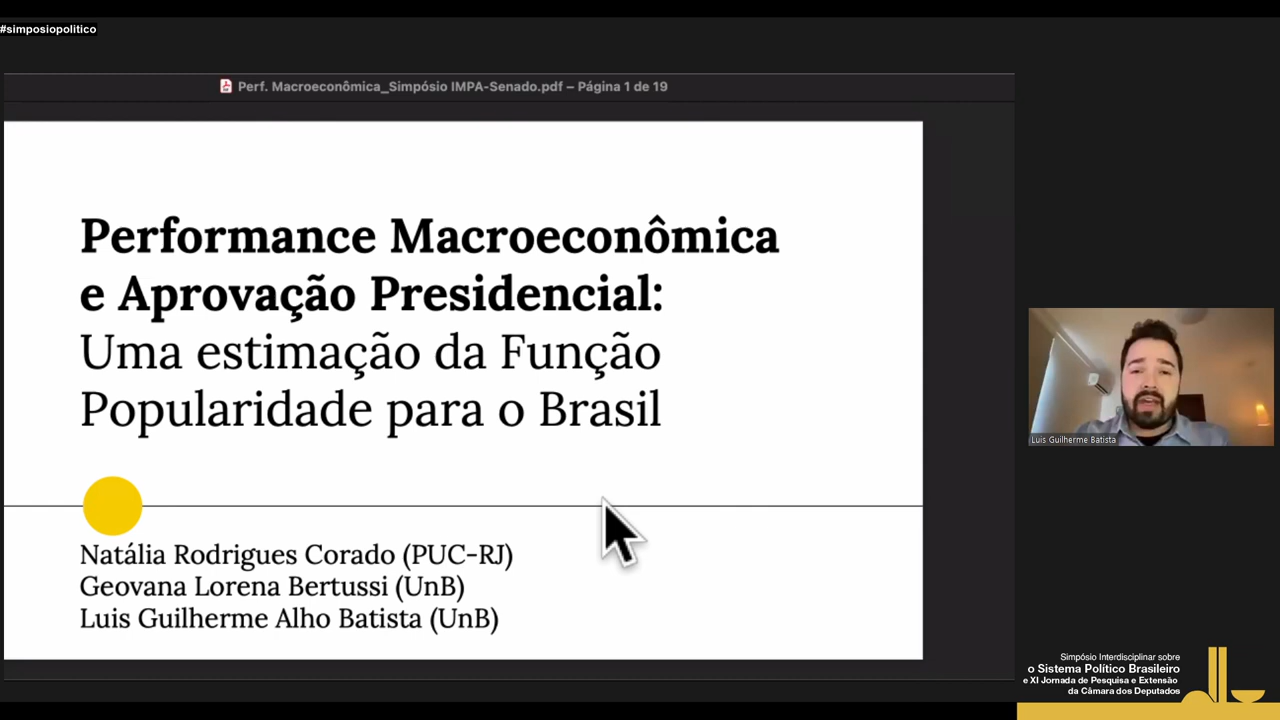 #simposiopolitico
Perf. Macroeconômica_Simpósio IMPA-Senado.pdf – Página 1 de 19
Performance Macroeconômica
e Aprovação Presidencial:
Uma estimação da Função
Popularidade para o Brasil
Natália Rodrigues Corado (PUC-RJ)
Geovana Lorena Bertussi (UnB)
Luis Guilherme Alho Batista (UnB)
Luis Guilherme Batista
Simpósio Interdisciplinar sobre
o Sistema Político Brasileiro
e XI Jornada de Pesquisa e Extensão
da Câmara dos Deputados